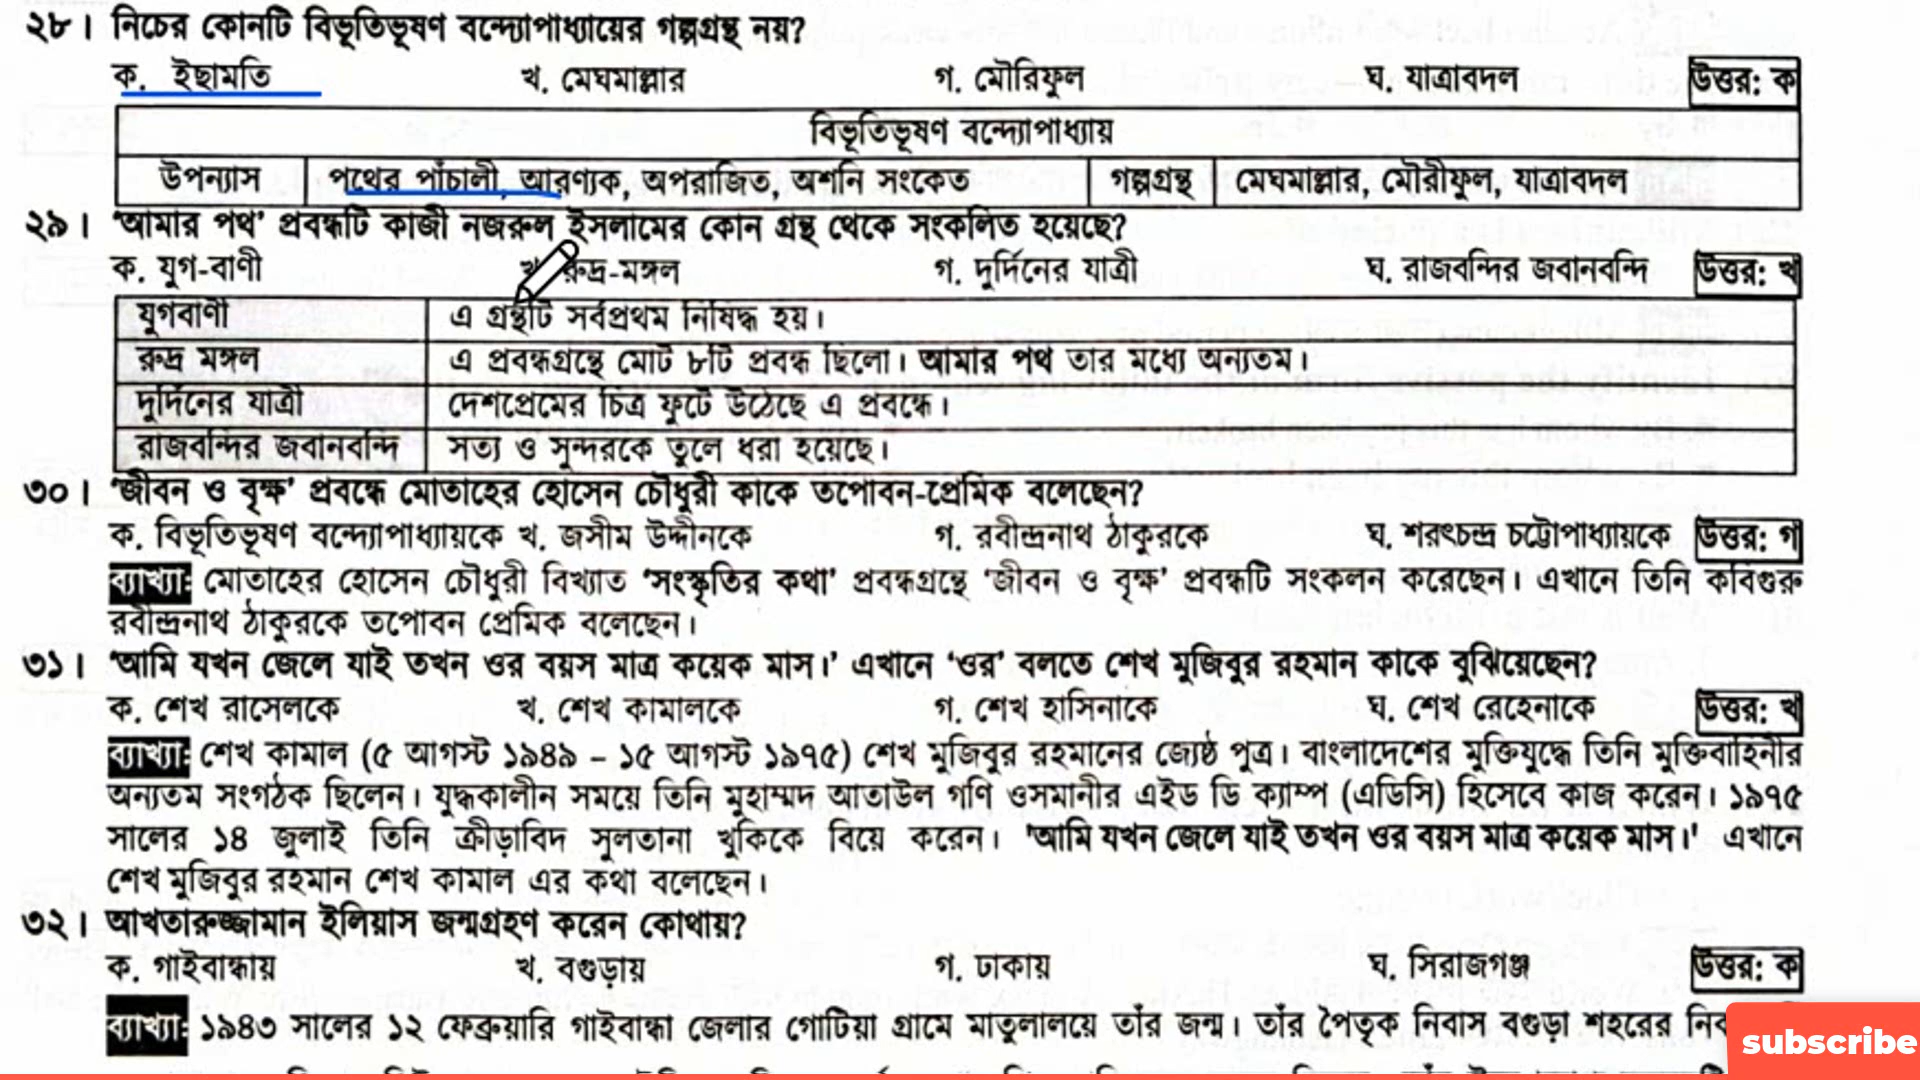 ২৮। নিচের কোনটি বিভূতিভূষণ বন্দ্যোপাধ্যায়ের গল্পগ্রন্থ নয়?
ক. ইছামতি খ. মেঘমাল্লার গ. মৌরিফুল ঘ. যাত্রাবদল উত্তর: ক
বিভূতিভূষণ বন্দ্যোপাধ্যায়
উপন্যাস পথের পাঁচালী, আরণ্যক, অপরাজিত, অশনি সংকেত গল্পগ্রন্থ মেঘমাল্লার, মৌরীফুল, যাত্রাবদল
২৯। ‘আমার পথ’ প্রবন্ধটি কাজী নজরুল ইসলামের কোন গ্রন্থ থেকে সংকলিত হয়েছে?
ক. যুগ-বাণী খ. রুদ্র-মঙ্গল গ. দুর্দিনের যাত্রী ঘ. রাজবন্দির জবানবন্দি উত্তর: খ
যুগবাণী এ গ্রন্থটি সর্বপ্রথম নিষিদ্ধ হয়।
রুদ্র মঙ্গল এ প্রবন্ধগ্রন্থে মোট ৮টি প্রবন্ধ ছিলো। আমার পথ তার মধ্যে অন্যতম।
দুর্দিনের যাত্রী দেশপ্রেমের চিত্র ফুটে উঠেছে এ প্রবন্ধে।
রাজবন্দির জবানবন্দি সত্য ও সুন্দরকে তুলে ধরা হয়েছে।
৩০। ‘জীবন ও বৃক্ষ’ প্রবন্ধে মোতাহের হোসেন চৌধুরী কাকে তপোবন-প্রেমিক বলেছেন?
ক. বিভূতিভূষণ বন্দ্যোপাধ্যায়কে খ. জসীম উদ্দীনকে গ. রবীন্দ্রনাথ ঠাকুরকে ঘ. শরৎচন্দ্র চট্টোপাধ্যায়কে উত্তর: গ
ব্যাখ্যা: মোতাহের হোসেন চৌধুরী বিখ্যাত ‘সংস্কৃতির কথা’ প্রবন্ধগ্রন্থে ‘জীবন ও বৃক্ষ’ প্রবন্ধটি সংকলন করেছেন। এখানে তিনি কবিগুরু
রবীন্দ্রনাথ ঠাকুরকে তপোবন প্রেমিক বলেছেন।
৩১। ‘আমি যখন জেলে যাই তখন ওর বয়স মাত্র কয়েক মাস।’ এখানে ‘ওর’ বলতে শেখ মুজিবুর রহমান কাকে বুঝিয়েছেন?
ক. শেখ রাসেলকে খ. শেখ কামালকে গ. শেখ হাসিনাকে ঘ. শেখ রেহেনাকে উত্তর: খ
ব্যাখ্যা: শেখ কামাল (৫ আগস্ট ১৯৪৯ – ১৫ আগস্ট ১৯৭৫) শেখ মুজিবুর রহমানের জ্যেষ্ঠ পুত্র। বাংলাদেশের মুক্তিযুদ্ধে তিনি মুক্তিবাহিনীর
অন্যতম সংগঠক ছিলেন। যুদ্ধকালীন সময়ে তিনি মুহাম্মদ আতাউল গণি ওসমানীর এইড ডি ক্যাম্প (এডিসি) হিসেবে কাজ করেন। ১৯৭৫
সালের ১৪ জুলাই তিনি ক্রীড়াবিদ সুলতানা খুকিকে বিয়ে করেন। 'আমি যখন জেলে যাই তখন ওর বয়স মাত্র কয়েক মাস।' এখানে
শেখ মুজিবুর রহমান শেখ কামাল এর কথা বলেছেন।
৩২। আখতারুজ্জামান ইলিয়াস জন্মগ্রহণ করেন কোথায়?
ক. গাইবান্ধায় খ. বগুড়ায় গ. ঢাকায় ঘ. সিরাজগঞ্জ উত্তর: ক
ব্যাখ্যা: ১৯৪৩ সালের ১২ ফেব্রুয়ারি গাইবান্ধা জেলার গোটিয়া গ্রামে মাতুলালয়ে তাঁর জন্ম। তাঁর পৈতৃক নিবাস বগুড়া শহরের
subscribe